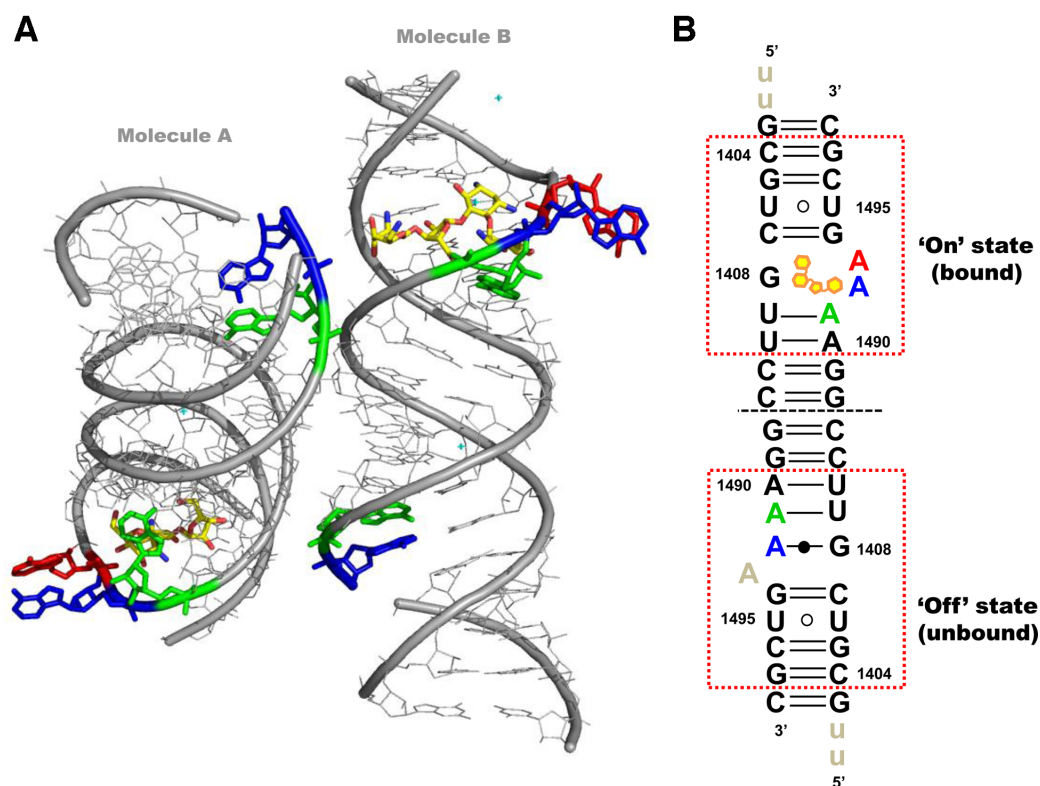 A
B
Molecule B
Molecule A
5'
u
u
3'
G C
1404 C G
G C
U U 1495
C G
A
1408 G A
U A
U A 1490
C G
C G
G C
G C
1490 A U
A U
A G 1408
A
G C
1495 U U
C G
G C 1404
C G
3'
u
u
5'
'On' state
(bound)
'Off' state
(unbound)